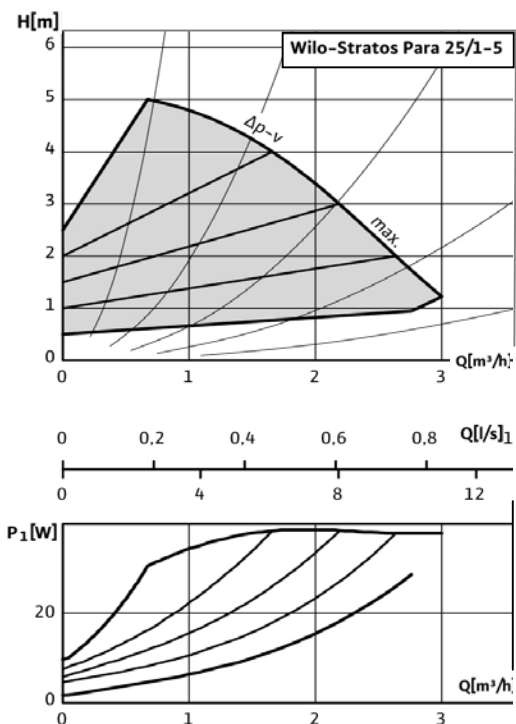 H[m]
Wilo-Stratos Para 25/1-5
6
5
4
3
2
1
0
Δp-v
max.
0 1 2 3
Q[m³/h]
0 0,2 0,4 0,6 0,8 Q[l/s]1
0 4 8 12
P1[W]
20
0
0 1 2 3
Q[m³/h]